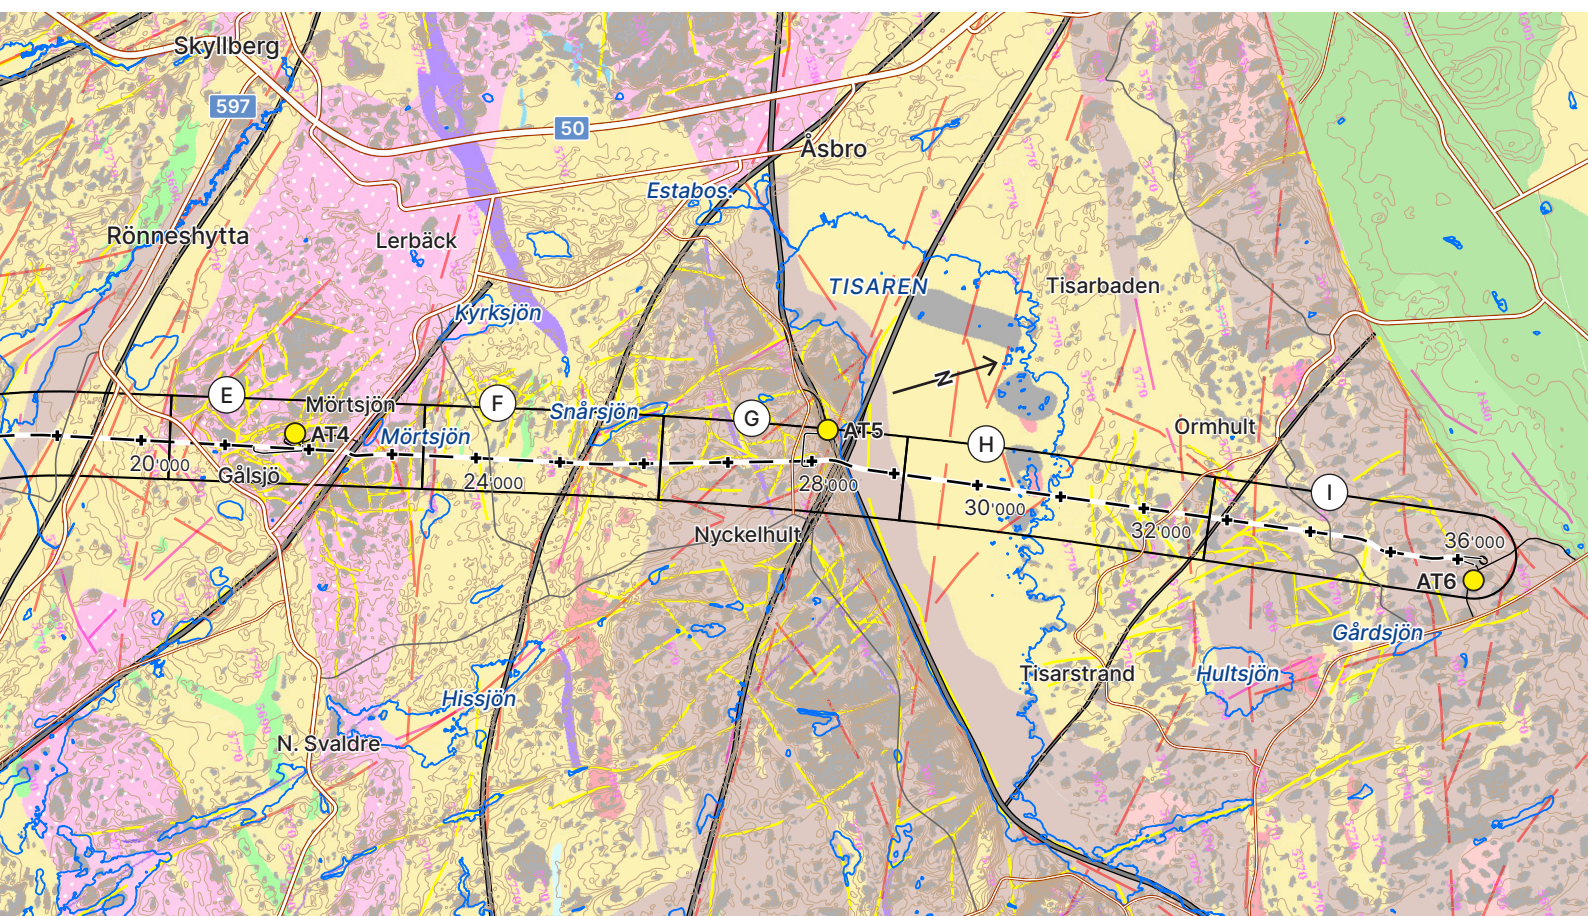 Skyllberg
597
50
Åsbro
Estabos.
Rönneshytta
Lerbäck
TISAREN
Tisarbaden
Kyrksjön
N
E
Mörtsjön
F
Snårsjön
G
AT4
Mörtsjön
AT5
H
Ormhult
20'000
Gålsjö
24'000
28'000
I
30'000
32'000
36'000
Nyckelhult
AT6
Gårdsjön
Tisarstrand
Hultsjön
Hissjön
N. Svaldre